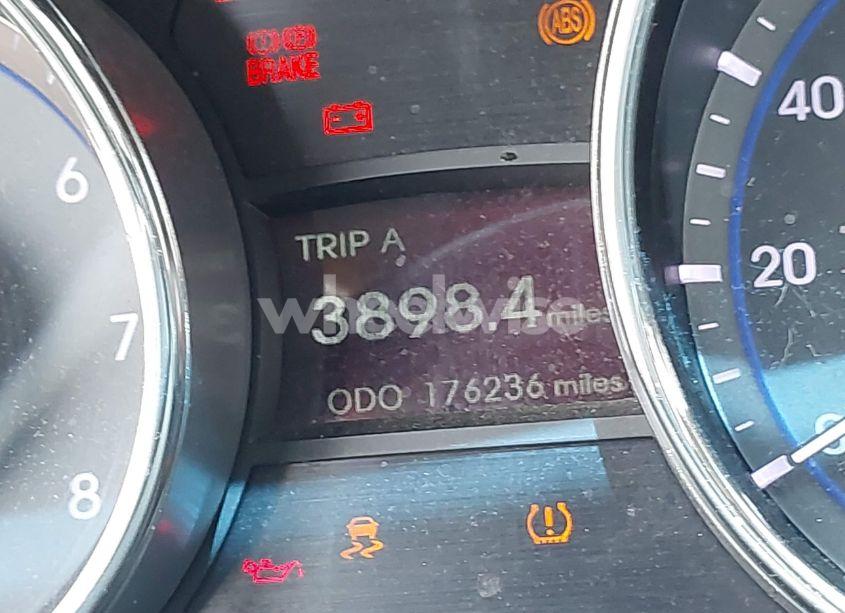 ABS
BRAKE
40
6
TRIP A
20
3898.4 miles
7
ODO 176236 miles
8